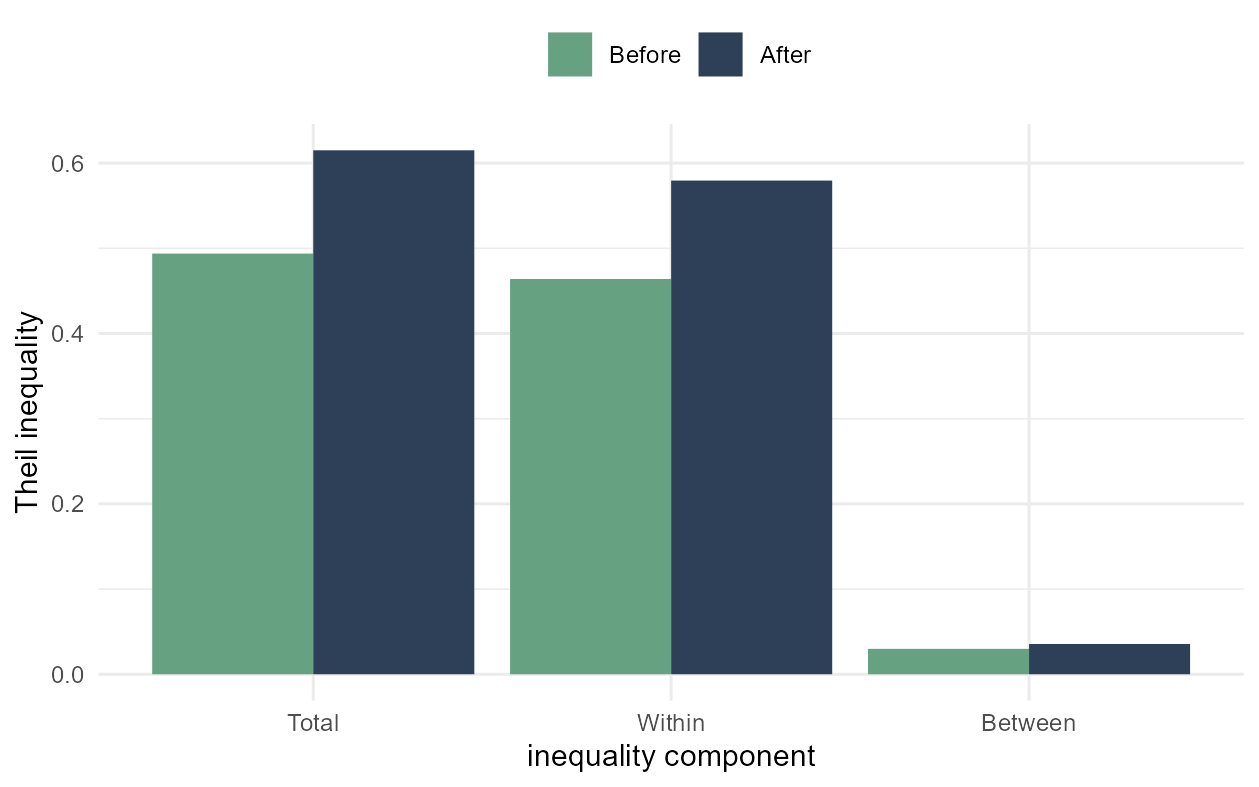 Before After
Theil inequality
0.6
0.4
0.2
0.0
Total Within Between
inequality component